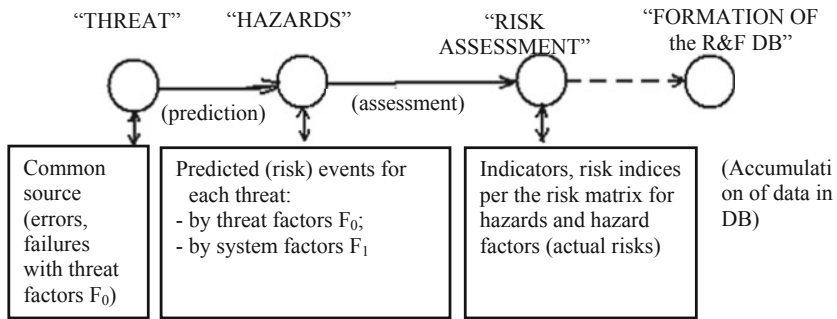 “THREAT”
“HAZARDS”
“RISK
ASSESSMENT”
“FORMATION OF
the R&F DB”
(prediction)
(assessment)
Common
source
(errors,
failures
with threat
factors F₀)
Predicted (risk) events for
each threat:
- by threat factors F₀;
- by system factors F₁
Indicators, risk indices
per the risk matrix for
hazards and hazard
factors (actual risks)
(Accumulati
on of data in
DB)